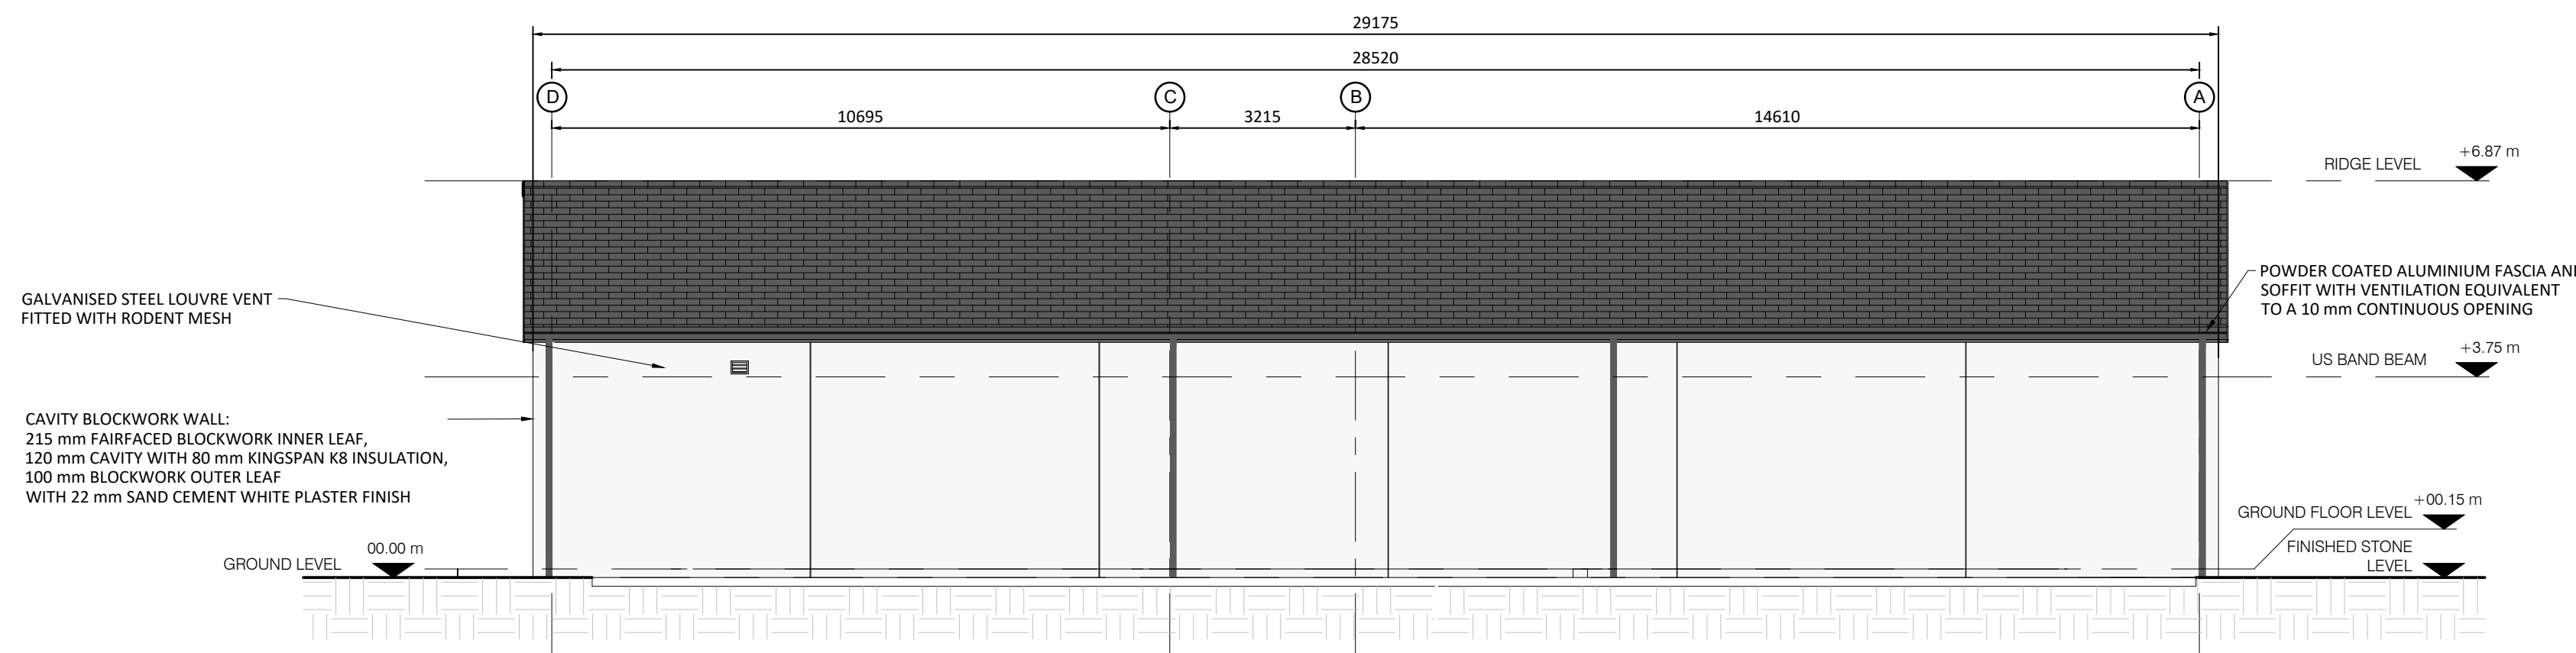 29175
28520
D
C
B
A
10695
3215
14610
+6.87 m
RIDGE LEVEL
POWDER COATED ALUMINIUM FASCIA AN
SOFFIT WITH VENTILATION EQUIVALENT
TO A 10 mm CONTINUOUS OPENING
GALVANISED STEEL LOUVRE VENT
FITTED WITH RODENT MESH
+3.75 m
US BAND BEAM
CAVITY BLOCKWORK WALL:
215 mm FAIRFACED BLOCKWORK INNER LEAF,
120 mm CAVITY WITH 80 mm KINGSPAN K8 INSULATION,
100 mm BLOCKWORK OUTER LEAF
WITH 22 mm SAND CEMENT WHITE PLASTER FINISH
+00.15 m
GROUND FLOOR LEVEL
00.00 m
GROUND LEVEL
FINISHED STONE
LEVEL